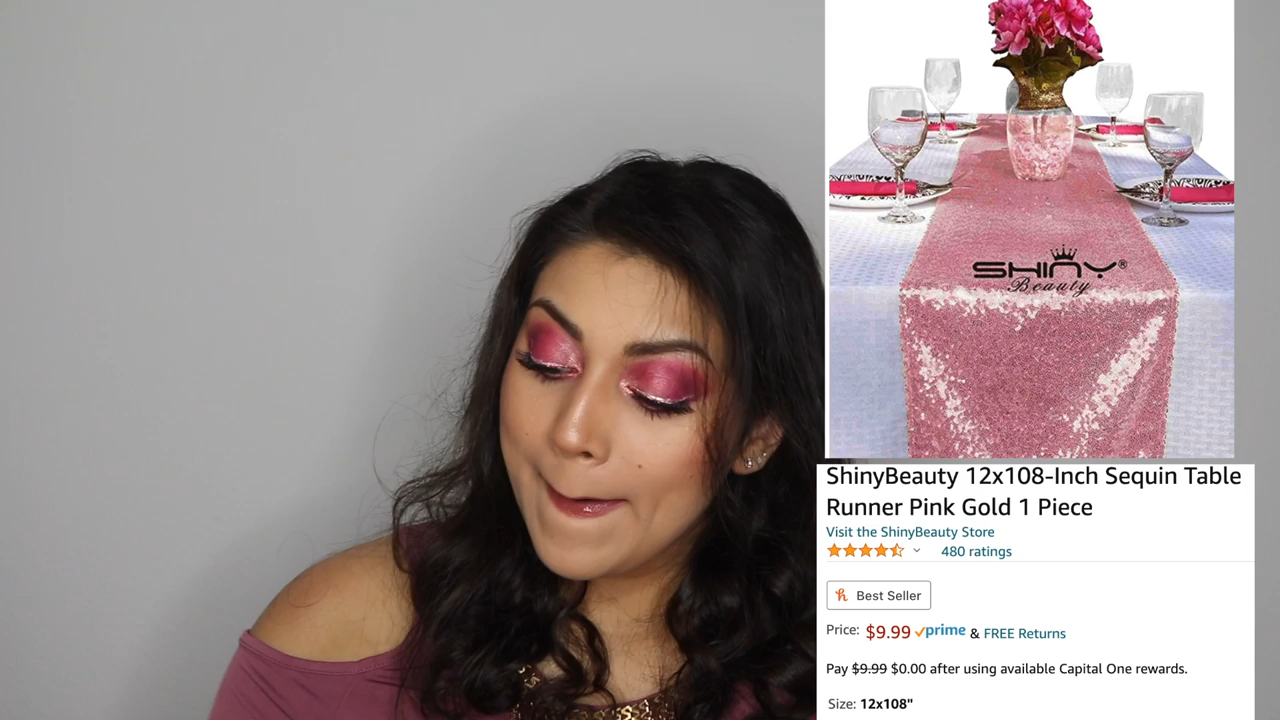 SHINY®
Beauty
ShinyBeauty 12x108-Inch Sequin Table
Runner Pink Gold 1 Piece
Visit the ShinyBeauty Store
480 ratings
h Best Seller
Price: $9.99 prime & FREE Returns
Pay $9.99 $0.00 after using available Capital One rewards.
Size: 12x108"